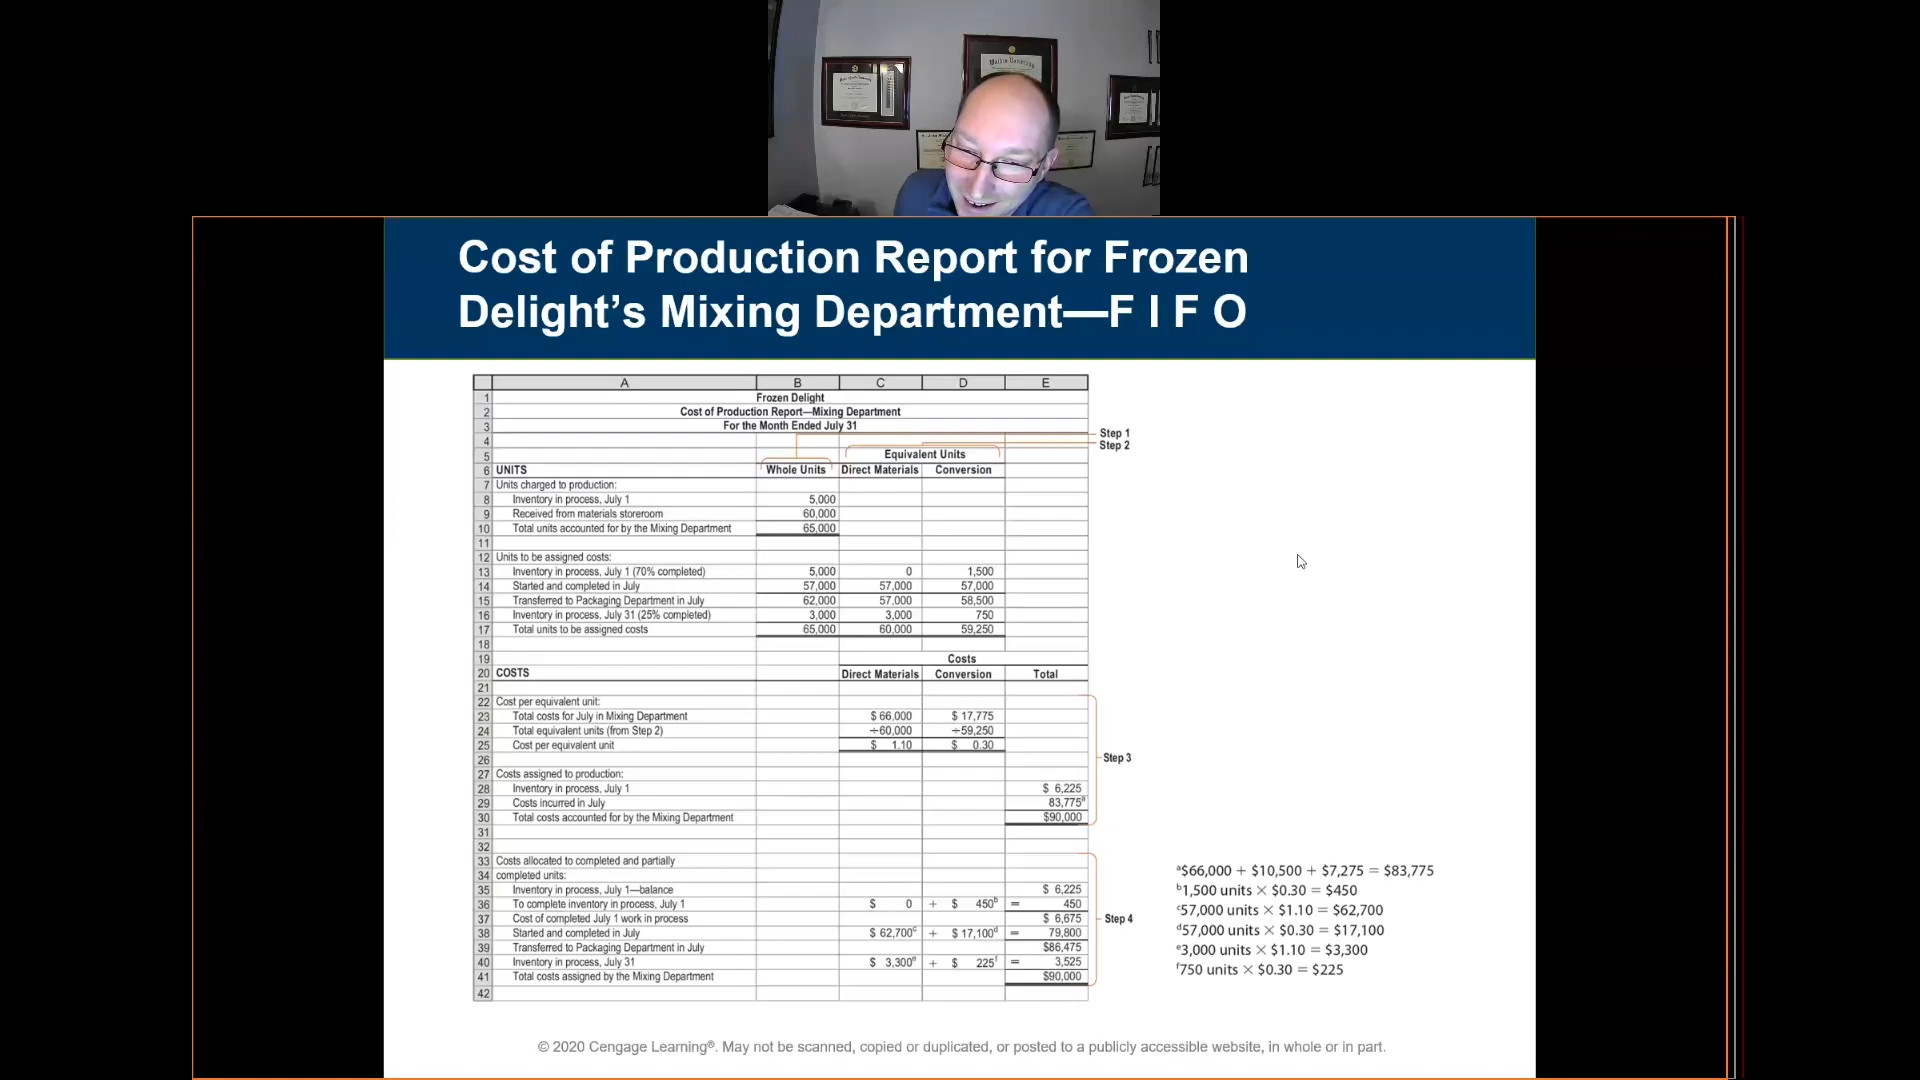 Walden University
Cost of Production Report for Frozen
Delight’s Mixing Department—F I F O
A B C D E
1 Frozen Delight
2 Cost of Production Report—Mixing Department
3 For the Month Ended July 31
Step 1
4
Step 2
5 Equivalent Units
6 UNITS Whole Units Direct Materials Conversion
7 Units charged to production:
8 Inventory in process, July 1 5,000
9 Received from materials storeroom 60,000
10 Total units accounted for by the Mixing Department 65,000
11
12 Units to be assigned costs:
13 Inventory in process, July 1 (70% completed) 5,000 0 1,500
14 Started and completed in July 57,000 57,000 57,000
15 Transferred to Packaging Department in July 62,000 57,000 58,500
16 Inventory in process, July 31 (25% completed) 3,000 3,000 750
17 Total units to be assigned costs 65,000 60,000 59,250
18
19 Costs
20 COSTS Direct Materials Conversion Total
21
22 Cost per equivalent unit:
23 Total costs for July in Mixing Department $ 66,000 $ 17,775
24 Total equivalent units (from Step 2) ÷60,000 ÷59,250
25 Cost per equivalent unit $ 1.10 $ 0.30
26
Step 3
27 Costs assigned to production:
28 Inventory in process, July 1 $ 6,225
29 Costs incurred in July 83,775ª
30 Total costs accounted for by the Mixing Department $90,000
31
32
33 Costs allocated to completed and partially
34 completed units:
35 Inventory in process, July 1—balance $ 6,225
36 To complete inventory in process, July 1 $ 0 + $ 450ᵇ = 450
37 Cost of completed July 1 work in process $ 6,675
Step 4
38 Started and completed in July $ 62,700ᶜ + $ 17,100ᵈ = 79,800
39 Transferred to Packaging Department in July $86,475
40 Inventory in process, July 31 $ 3,300ᵉ + $ 225ᶠ = 3,525
41 Total costs assigned by the Mixing Department $90,000
42
ª$66,000 + $10,500 + $7,275 = $83,775
ᵇ1,500 units × $0.30 = $450
ᶜ57,000 units × $1.10 = $62,700
ᵈ57,000 units × $0.30 = $17,100
ᵉ3,000 units × $1.10 = $3,300
ᶠ750 units × $0.30 = $225
© 2020 Cengage Learning®. May not be scanned, copied or duplicated, or posted to a publicly accessible website, in whole or in part.